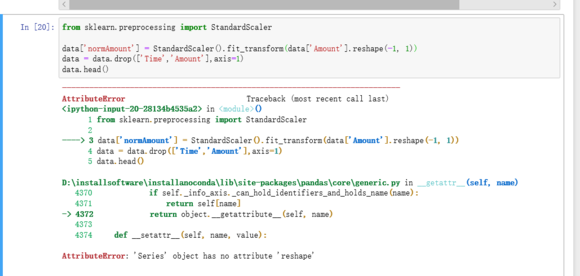 In [20]: from sklearn.preprocessing import StandardScaler
data['normAmount'] = StandardScaler().fit_transform(data['Amount'].reshape(-1, 1))
data = data.drop(['Time','Amount'],axis=1)
data.head()
AttributeError Traceback (most recent call last)
<ipython-input-20-28134b4535a2> in <module>()
1 from sklearn.preprocessing import StandardScaler
2
----> 3 data['normAmount'] = StandardScaler().fit_transform(data['Amount'].reshape(-1, 1))
4 data = data.drop(['Time','Amount'],axis=1)
5 data.head()
D:\installsoftware\installanoconda\lib\site-packages\pandas\core\generic.py in __getattr__(self, name)
4370 if self._info_axis._can_hold_identifiers_and_holds_name(name):
4371 return self[name]
-> 4372 return object.__getattribute__(self, name)
4373
4374 def __setattr__(self, name, value):
AttributeError: 'Series' object has no attribute 'reshape'